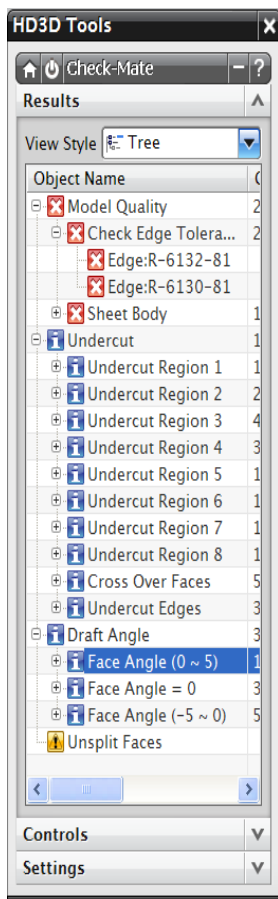 HD3D Tools X
Check-Mate - ?
Results
View Style Tree
Object Name
Model Quality 2
Check Edge Tolera... 2
Edge:R-6132-81
Edge:R-6130-81
Sheet Body 1
Undercut 1
Undercut Region 1 1
Undercut Region 2 2
Undercut Region 3 4
Undercut Region 4 3
Undercut Region 5 1
Undercut Region 6 1
Undercut Region 7 1
Undercut Region 8 1
Cross Over Faces 5
Undercut Edges 3
Draft Angle 3
Face Angle (0 ~ 5) 1
Face Angle = 0 3
Face Angle (-5 ~ 0) 5
Unsplit Faces
Controls
Settings